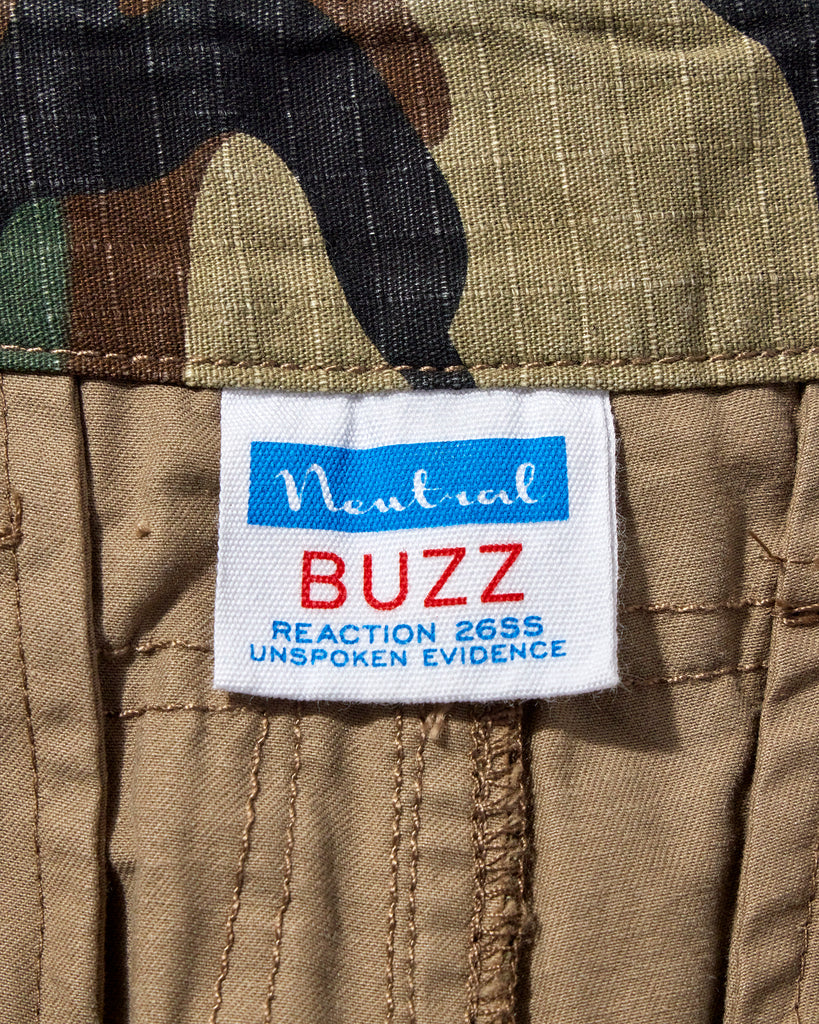 Neutral
BUZZ
REACTION 26SS
UNSPOKEN EVIDENCE